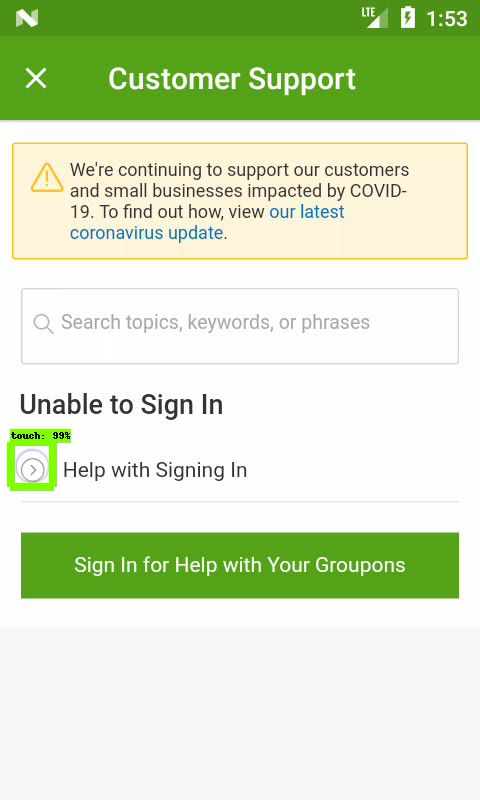 LTE 1:53
Customer Support
We're continuing to support our customers
and small businesses impacted by COVID-
19. To find out how, view our latest
coronavirus update.
Search topics, keywords, or phrases
Unable to Sign In
touch: 99%
Help with Signing In
Sign In for Help with Your Groupons